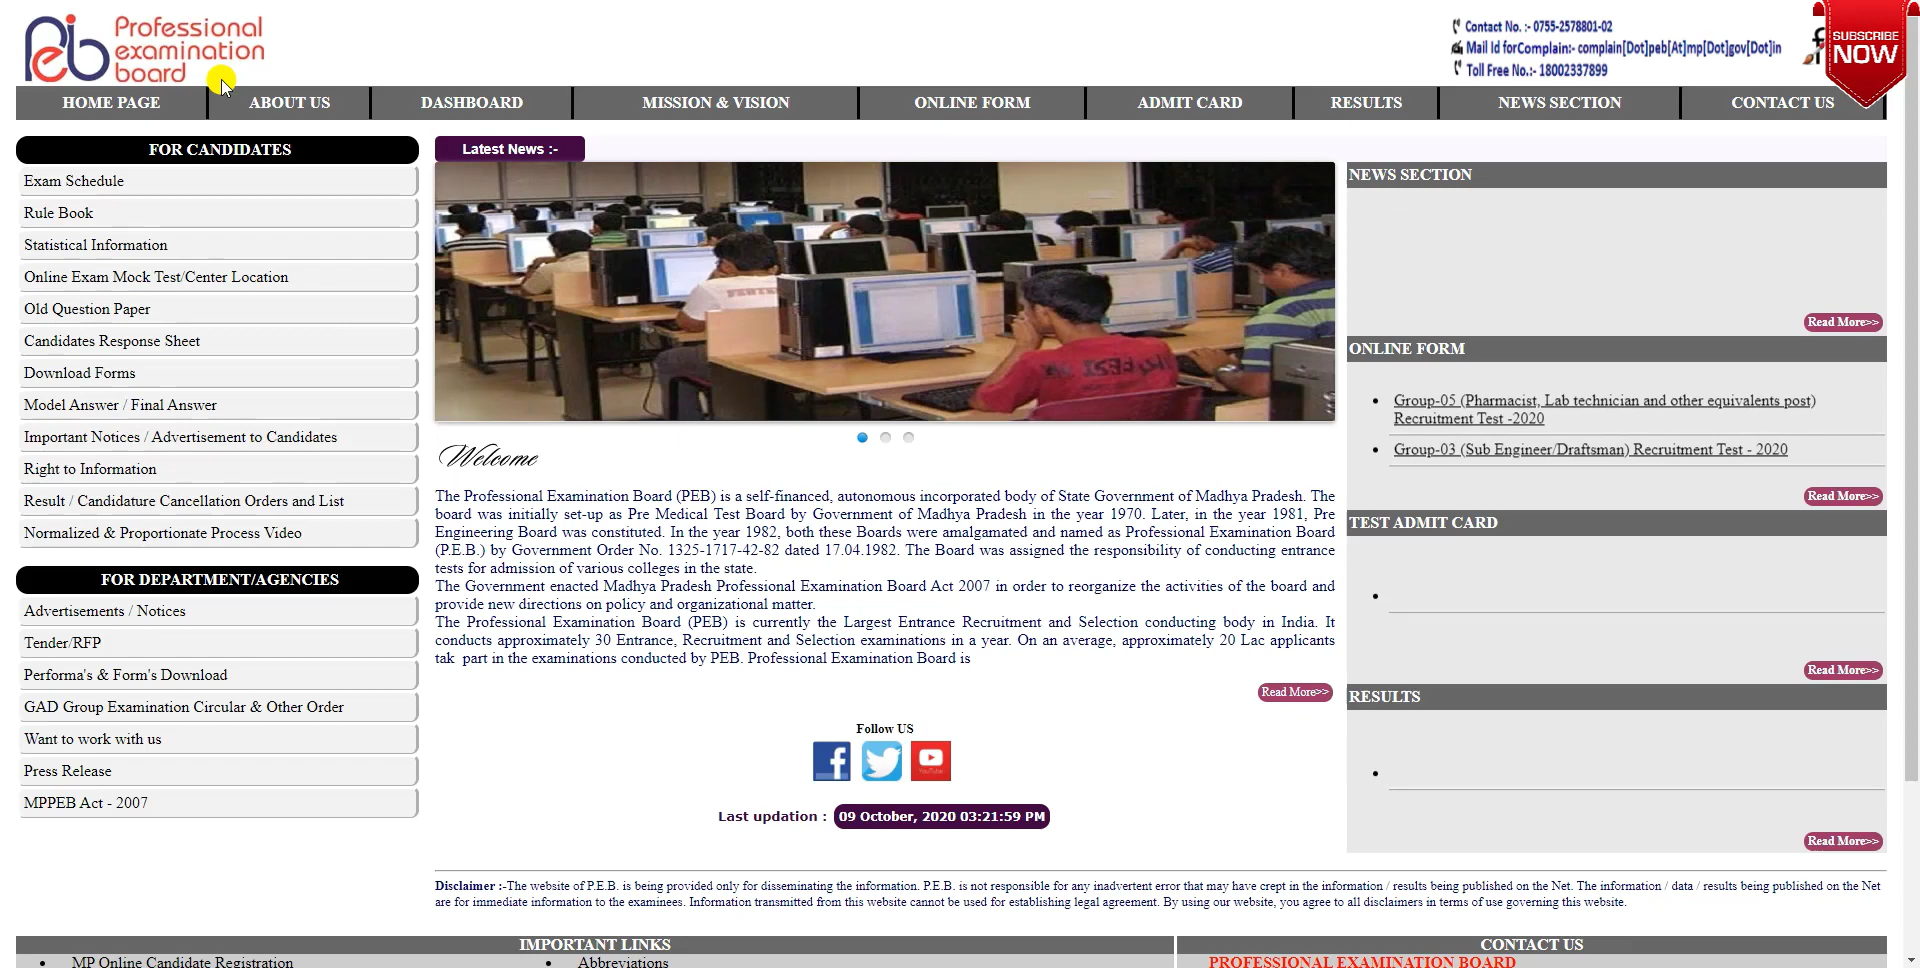 Peb Professional
examination
board
Contact No. :- 0755-2578801-02
Mail Id forComplain:- complain[Dot]peb[At]mp[Dot]gov[Dot]in
Toll Free No.:- 18002337899
SUBSCRIBE
NOW
HOME PAGE ABOUT US DASHBOARD MISSION & VISION ONLINE FORM ADMIT CARD RESULTS NEWS SECTION CONTACT US
FOR CANDIDATES
Exam Schedule
Rule Book
Statistical Information
Online Exam Mock Test/Center Location
Old Question Paper
Candidates Response Sheet
Download Forms
Model Answer / Final Answer
Important Notices / Advertisement to Candidates
Right to Information
Result / Candidature Cancellation Orders and List
Normalized & Proportionate Process Video
FOR DEPARTMENT/AGENCIES
Advertisements / Notices
Tender/RFP
Performa's & Form's Download
GAD Group Examination Circular & Other Order
Want to work with us
Press Release
MPPEB Act - 2007
Latest News :-
Welcome
The Professional Examination Board (PEB) is a self-financed, autonomous incorporated body of State Government of Madhya Pradesh. The
board was initially set-up as Pre Medical Test Board by Government of Madhya Pradesh in the year 1970. Later, in the year 1981, Pre
Engineering Board was constituted. In the year 1982, both these Boards were amalgamated and named as Professional Examination Board
(P.E.B.) by Government Order No. 1325-1717-42-82 dated 17.04.1982. The Board was assigned the responsibility of conducting entrance
tests for admission of various colleges in the state.
The Government enacted Madhya Pradesh Professional Examination Board Act 2007 in order to reorganize the activities of the board and
provide new directions on policy and organizational matter.
The Professional Examination Board (PEB) is currently the Largest Entrance Recruitment and Selection conducting body in India. It
conducts approximately 30 Entrance, Recruitment and Selection examinations in a year. On an average, approximately 20 Lac applicants
tak part in the examinations conducted by PEB. Professional Examination Board is
Read More>>
Follow US
YouTube
Last updation : 09 October, 2020 03:21:59 PM
NEWS SECTION
Read More>>
ONLINE FORM
Group-05 (Pharmacist, Lab technician and other equivalents post)
Recruitment Test -2020
Group-03 (Sub Engineer/Draftsman) Recruitment Test - 2020
Read More>>
TEST ADMIT CARD
Read More>>
RESULTS
Read More>>
Disclaimer :-The website of P.E.B. is being provided only for disseminating the information. P.E.B. is not responsible for any inadvertent error that may have crept in the information / results being published on the Net. The information / data / results being published on the Net
are for immediate information to the examinees. Information transmitted from this website cannot be used for establishing legal agreement. By using our website, you agree to all disclaimers in terms of use governing this website.
IMPORTANT LINKS
MP Online Candidate Registration
Abbreviations
CONTACT US
PROFESSIONAL EXAMINATION BOARD